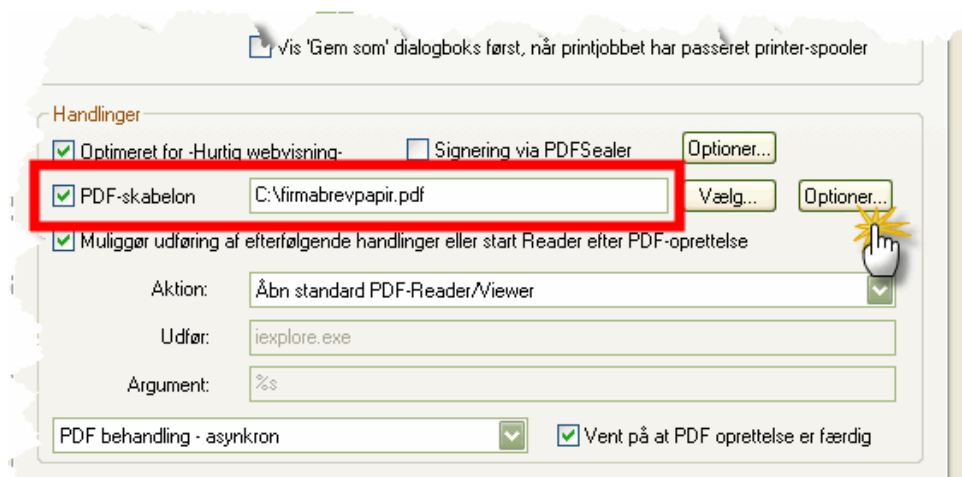 Vis 'Gem som' dialogboks først, når printjobbet har passeret printer-spooler
Handlinger
Optimeret for -Hurtig webvisning- Signering via PDFSealer Optioner...
PDF-skabelon C:\firmabrevpapir.pdf Vælg... Optioner...
Muliggør udføring af efterfølgende handlinger eller start Reader efter PDF-oprettelse
Aktion: Åbn standard PDF-Reader/Viewer
Udfør: iexplore.exe
Argument: %s
PDF behandling - asynkron Vent på at PDF oprettelse er færdig